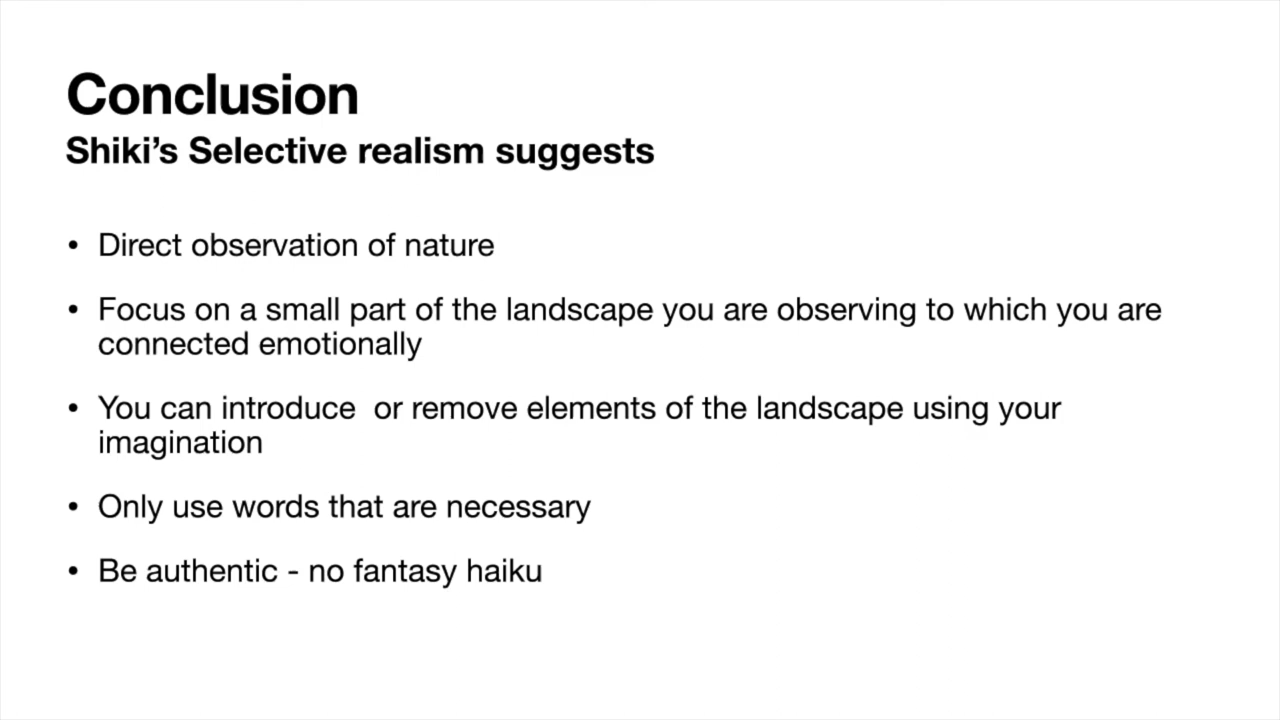 Conclusion
Shiki’s Selective realism suggests
• Direct observation of nature
• Focus on a small part of the landscape you are observing to which you are
connected emotionally
• You can introduce  or remove elements of the landscape using your
imagination
• Only use words that are necessary
• Be authentic - no fantasy haiku